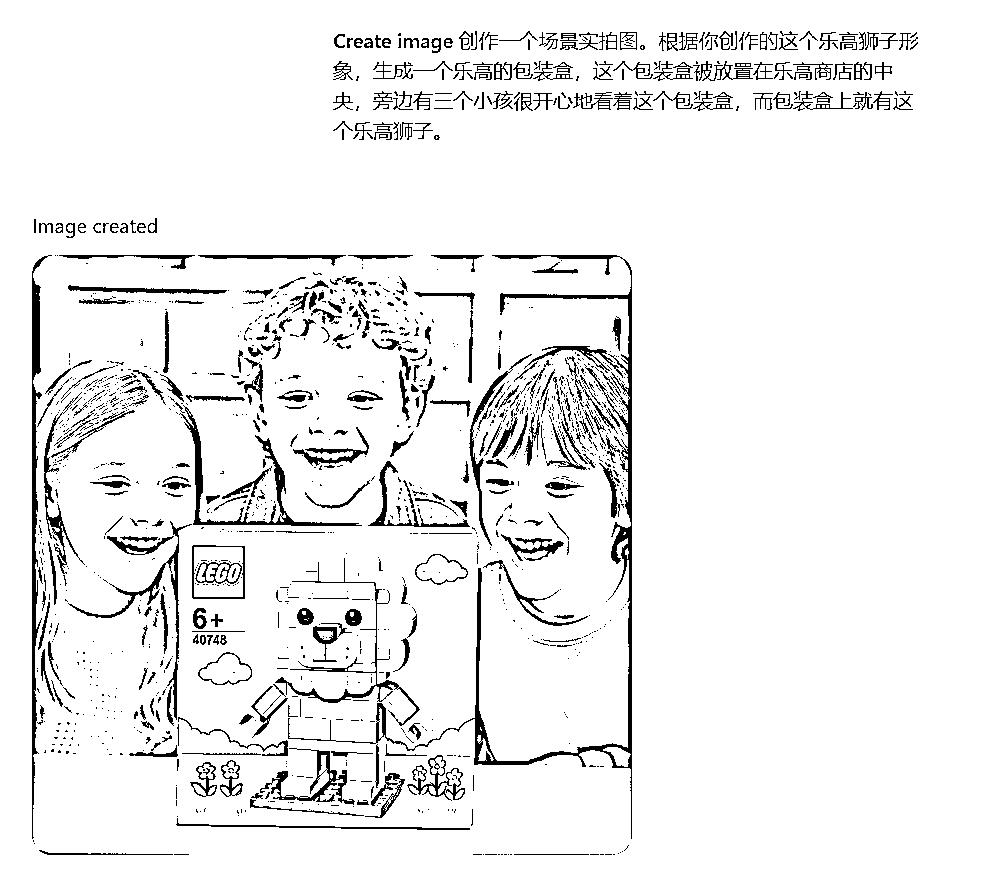 Create image 创作一个场景实拍图。根据你创作的这个乐高狮子形
象，生成一个乐高的包装盒，这个包装盒被放置在乐高商店的中
央，旁边有三个小孩很开心地看着这个包装盒，而包装盒上就有这
个乐高狮子。
Image created
LEGO
6+
40748